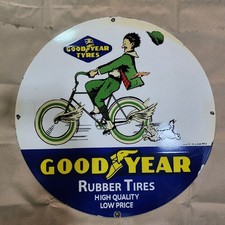 GOOD YEAR
TYRES
GOOD YEAR
RUBBER TIRES
HIGH QUALITY
LOW PRICE